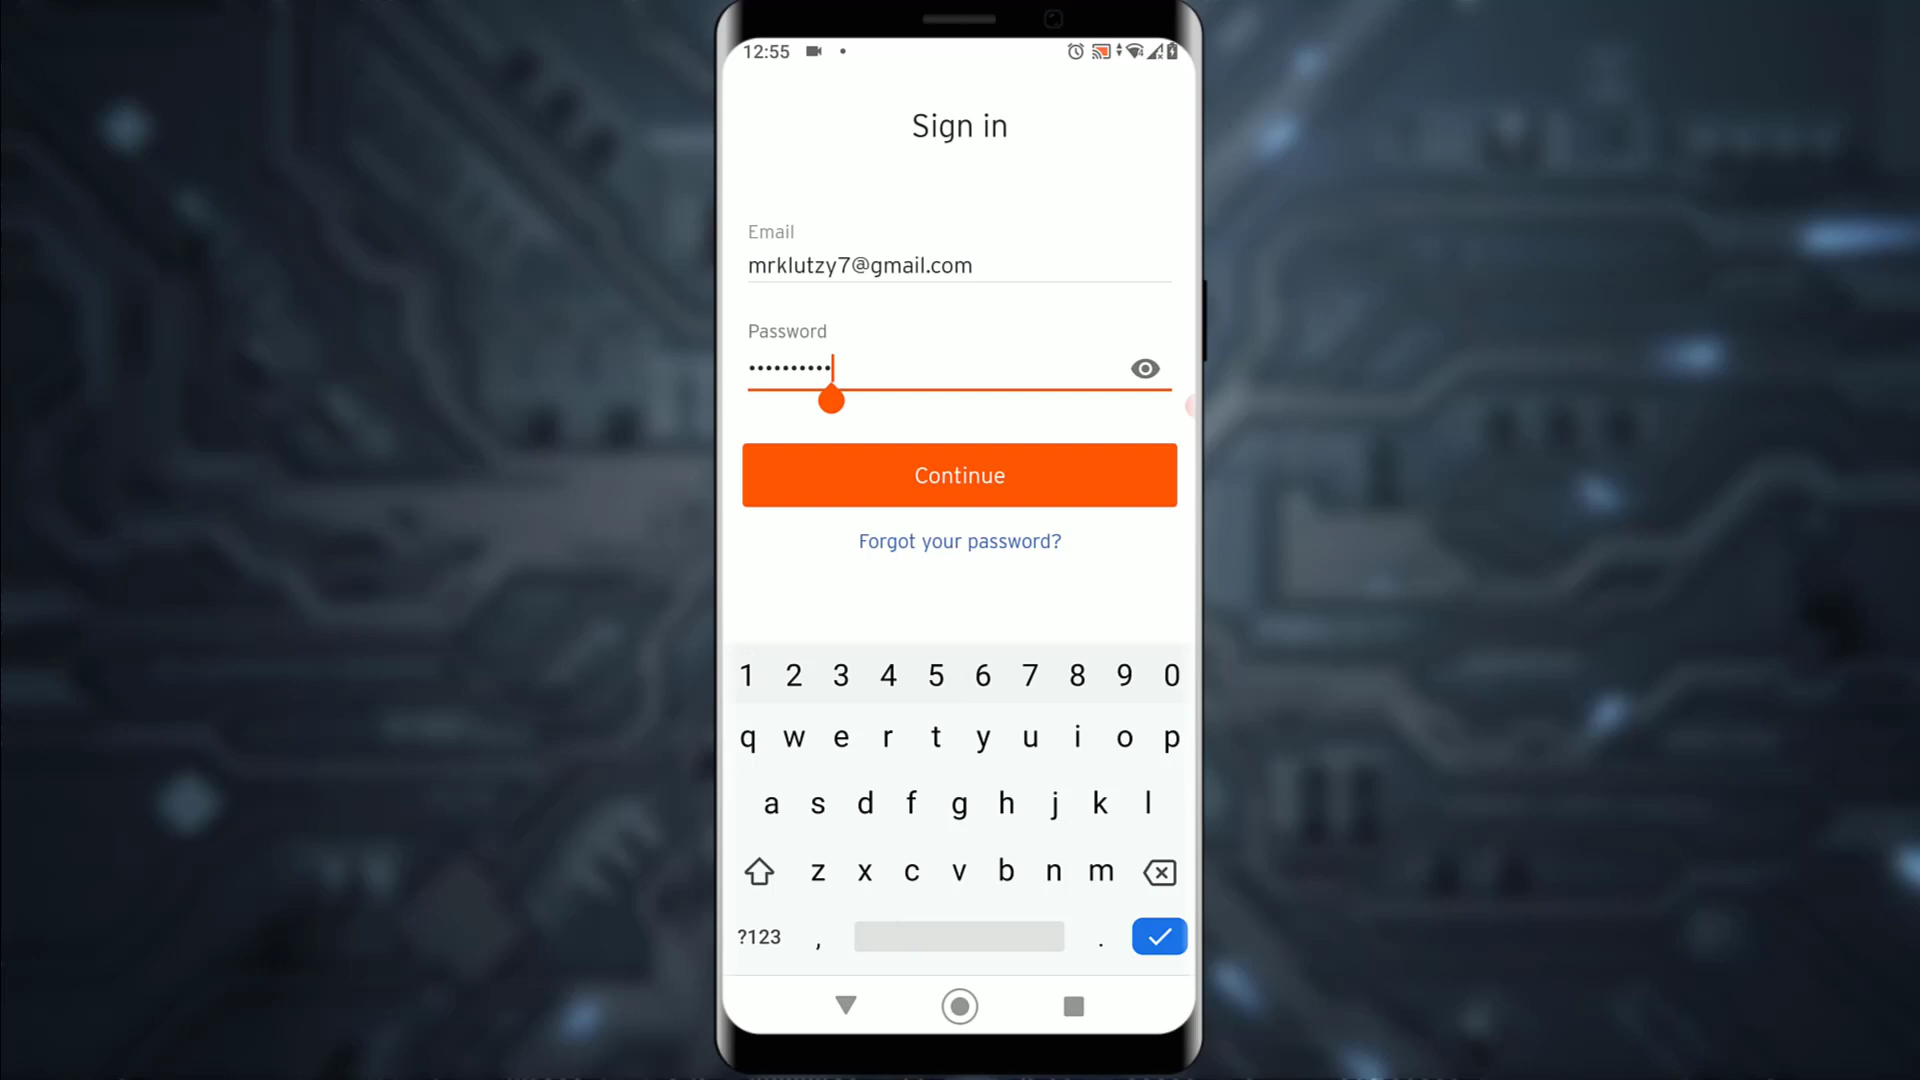 12:55
Sign in
Email
mrklutzy7@gmail.com
Password
••••••••••
Continue
Forgot your password?
1 2 3 4 5 6 7 8 9 0
q w e r t y u i o p
a s d f g h j k l
z x c v b n m
?123 , .